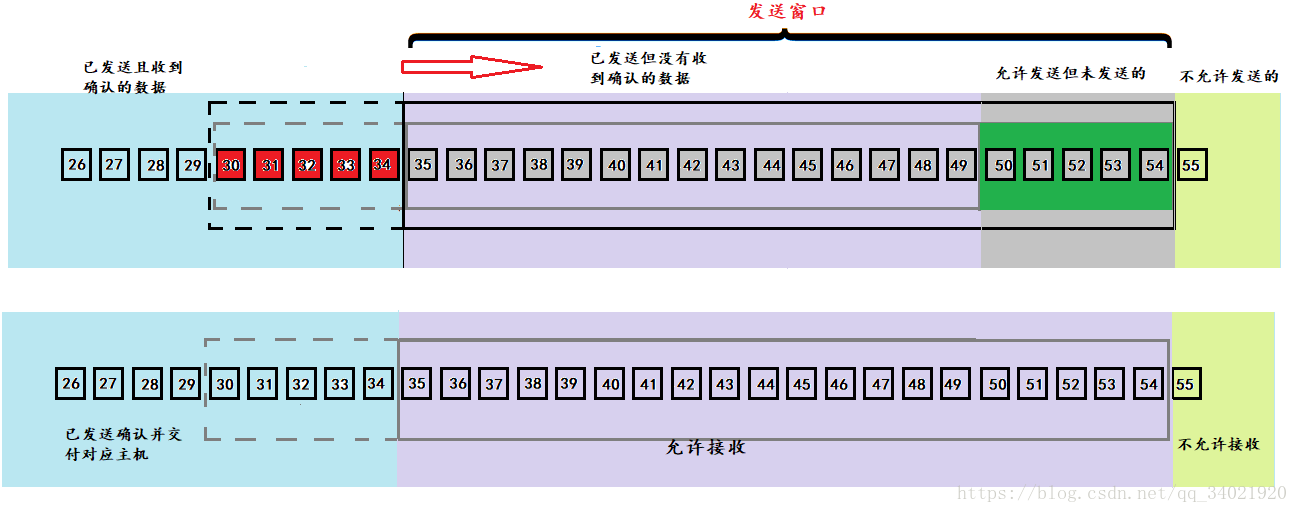 发送窗口
已发送且收到
确认的数据
已发送但没有收
到确认的数据
允许发送但未发送的
不允许发送的
26 27 28 29 30 31 32 33 34 35 36 37 38 39 40 41 42 43 44 45 46 47 48 49 50 51 52 53 54 55
26 27 28 29 30 31 32 33 34 35 36 37 38 39 40 41 42 43 44 45 46 47 48 49 50 51 52 53 54 55
已发送确认并交
付对应主机
允许接收
不允许接收
https://blog.csdn.net/qq_34021920